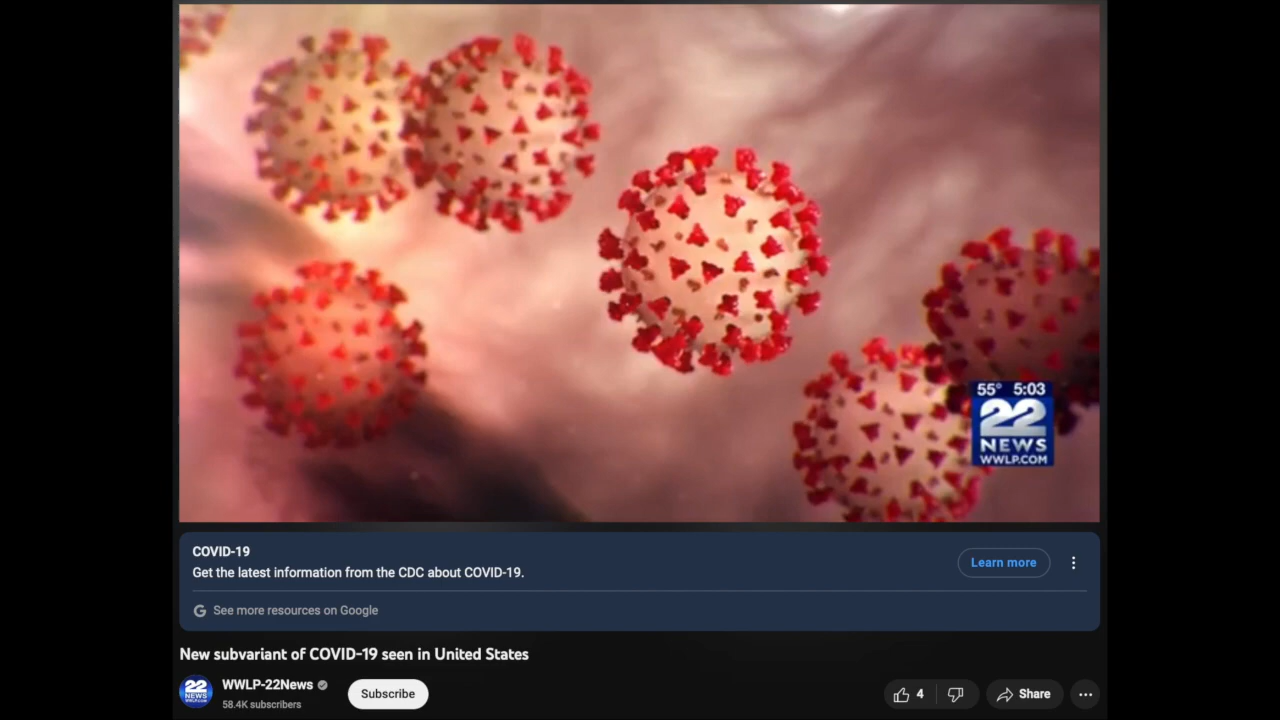 55° 5:03
22
NEWS
WWLP.COM
COVID-19
Get the latest information from the CDC about COVID-19.
Learn more
G See more resources on Google
New subvariant of COVID-19 seen in United States
22
NEWS
WWLP-22News
58.4K subscribers
Subscribe
4
Share